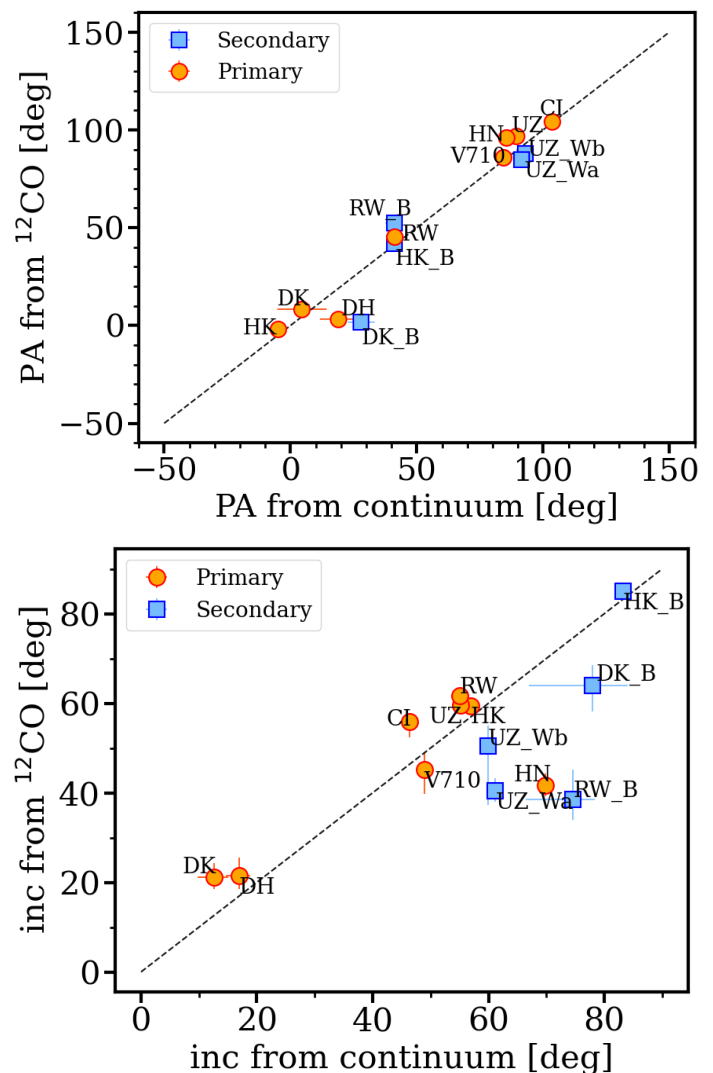 150
100
50
0
−50
PA from ¹²CO [deg]
Secondary
Primary
CI
HN
UZ
V710
UZ_Wb
UZ_Wa
RW_B
RW
HK_B
DK
DH
HK
DK_B
−50
0
50
100
150
PA from continuum [deg]
80
60
40
20
0
inc from ¹²CO [deg]
Primary
Secondary
HK_B
DK_B
RW
CI
UZ
HK
UZ_Wb
V710
HN
UZ_Wa
RW_B
DK
DH
0
20
40
60
80
inc from continuum [deg]